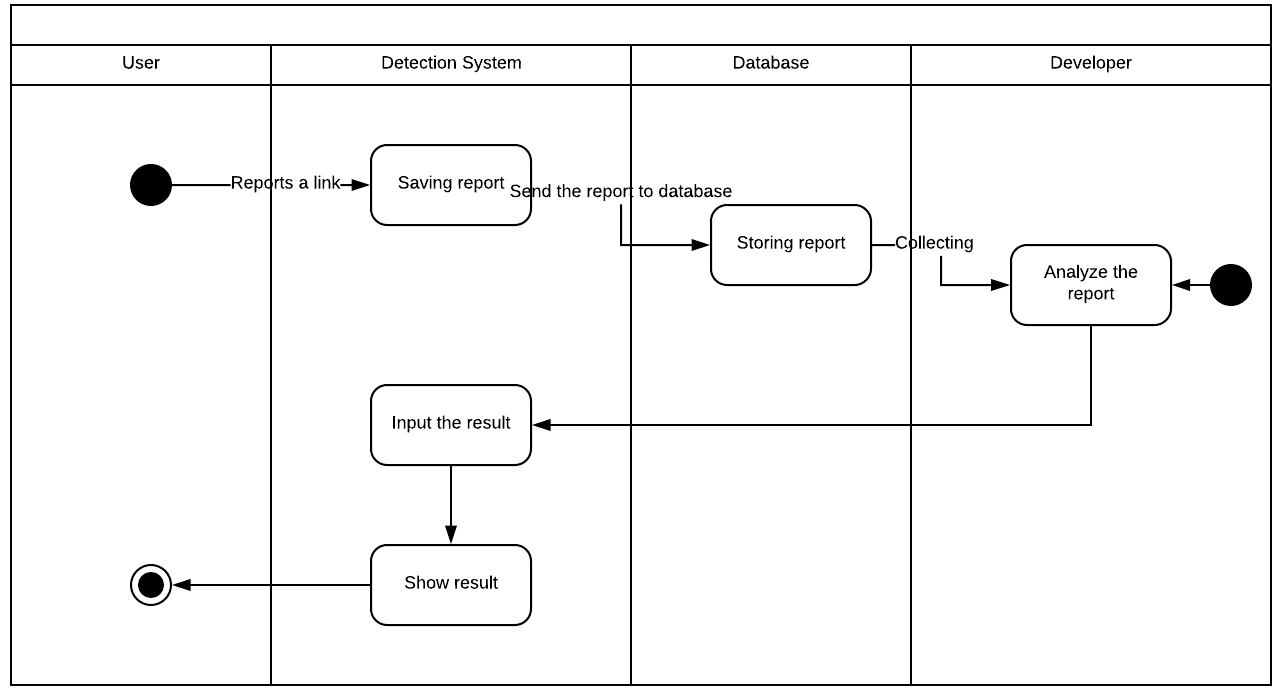 User
Detection System
Database
Developer
Reports a link
Saving report
Send the report to database
Storing report
Collecting
Analyze the
report
Input the result
Show result